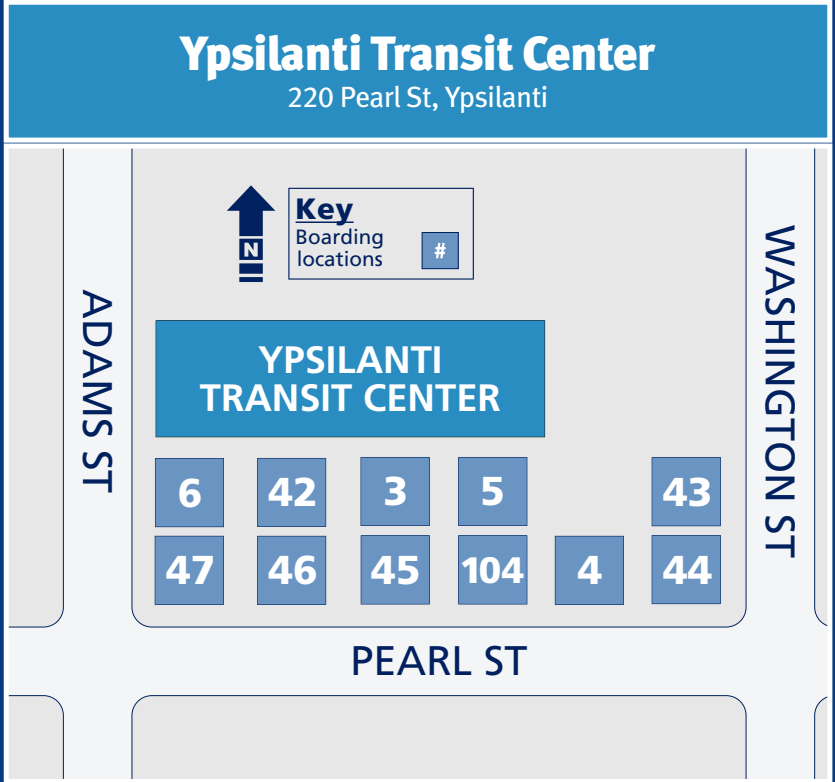 Ypsilanti Transit Center
220 Pearl St, Ypsilanti
N
Key
Boarding
locations
#
ADAMS ST
WASHINGTON ST
YPSILANTI
TRANSIT CENTER
6 42 3 5 43
47 46 45 104 4 44
PEARL ST